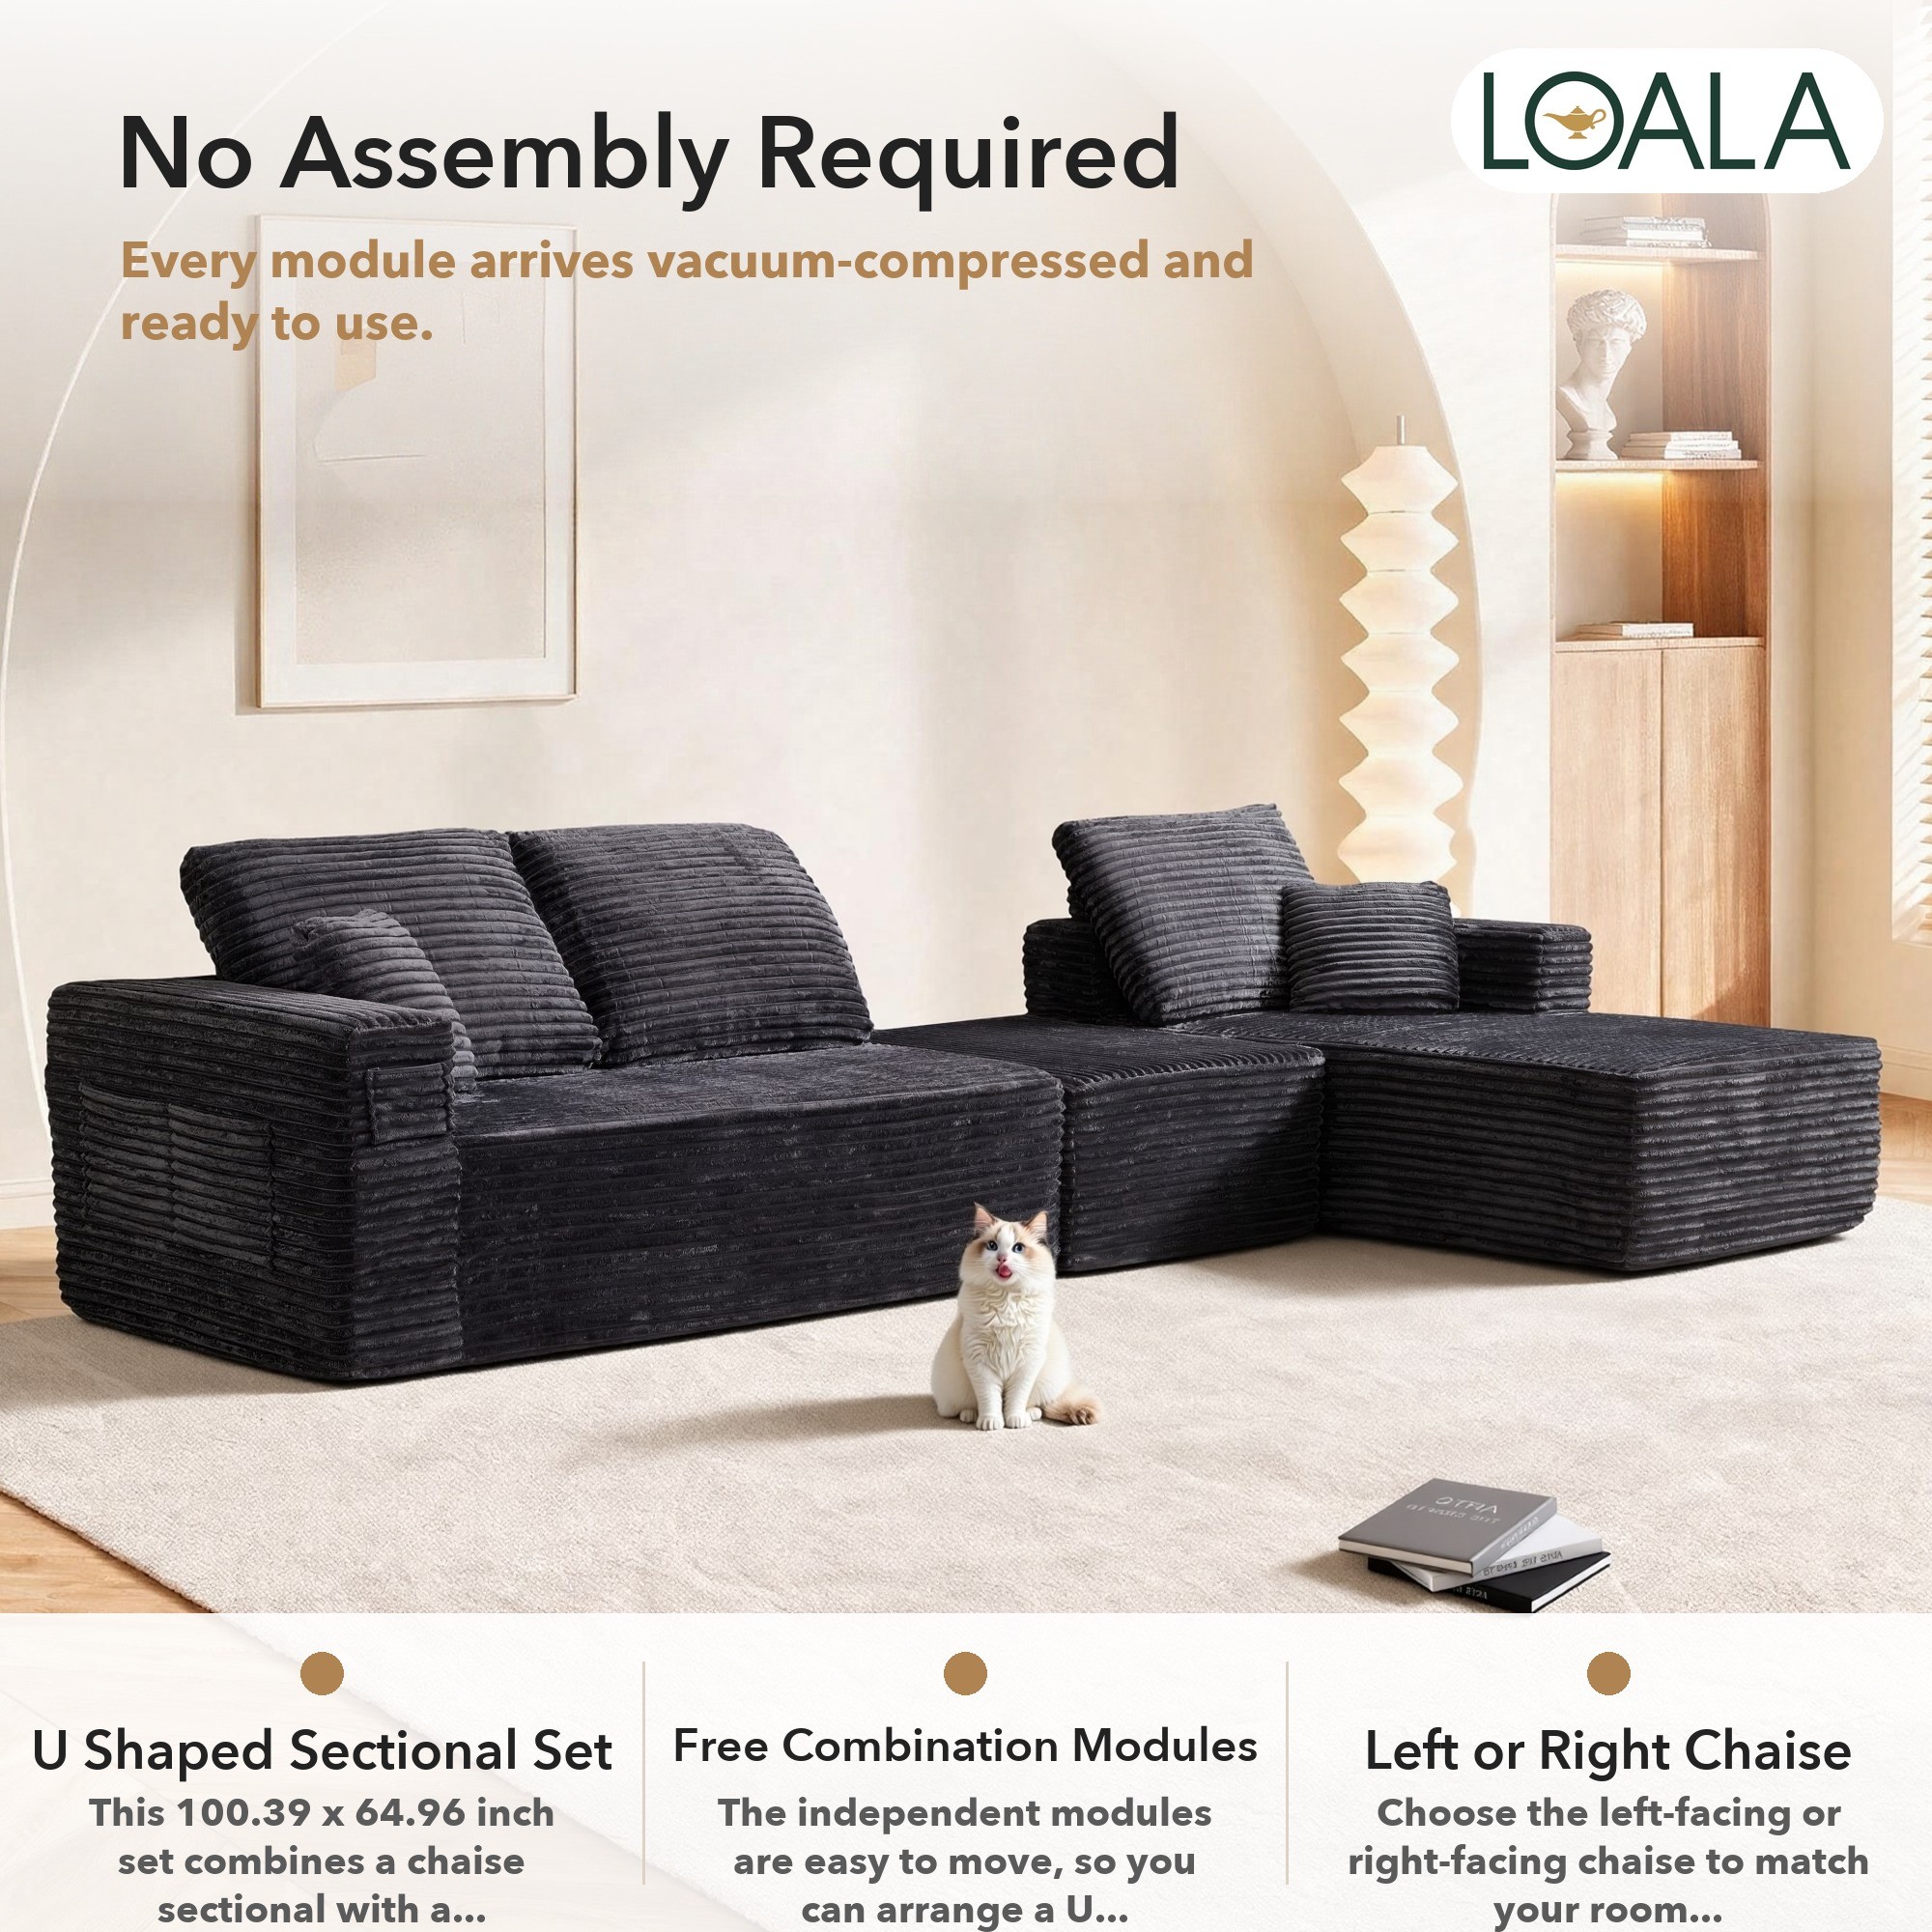 LOALA
No Assembly Required
Every module arrives vacuum-compressed and
ready to use.
U Shaped Sectional Set
This 100.39 x 64.96 inch
set combines a chaise
sectional with a...
Free Combination Modules
The independent modules
are easy to move, so you
can arrange a U...
Left or Right Chaise
Choose the left-facing or
right-facing chaise to match
your room...